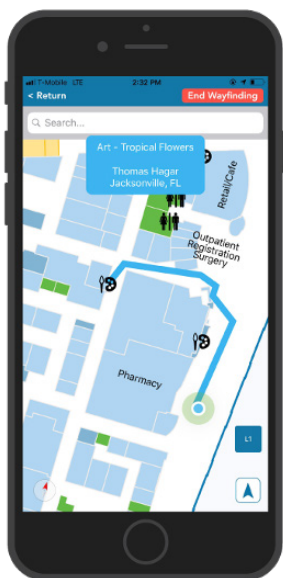 T-Mobile LTE
2:32 PM
< Return
End Wayfinding
Search...
Art - Tropical Flowers
Thomas Hagar
Jacksonville, FL
Retail/Cafe
Outpatient
Registration
Surgery
Pharmacy
L1